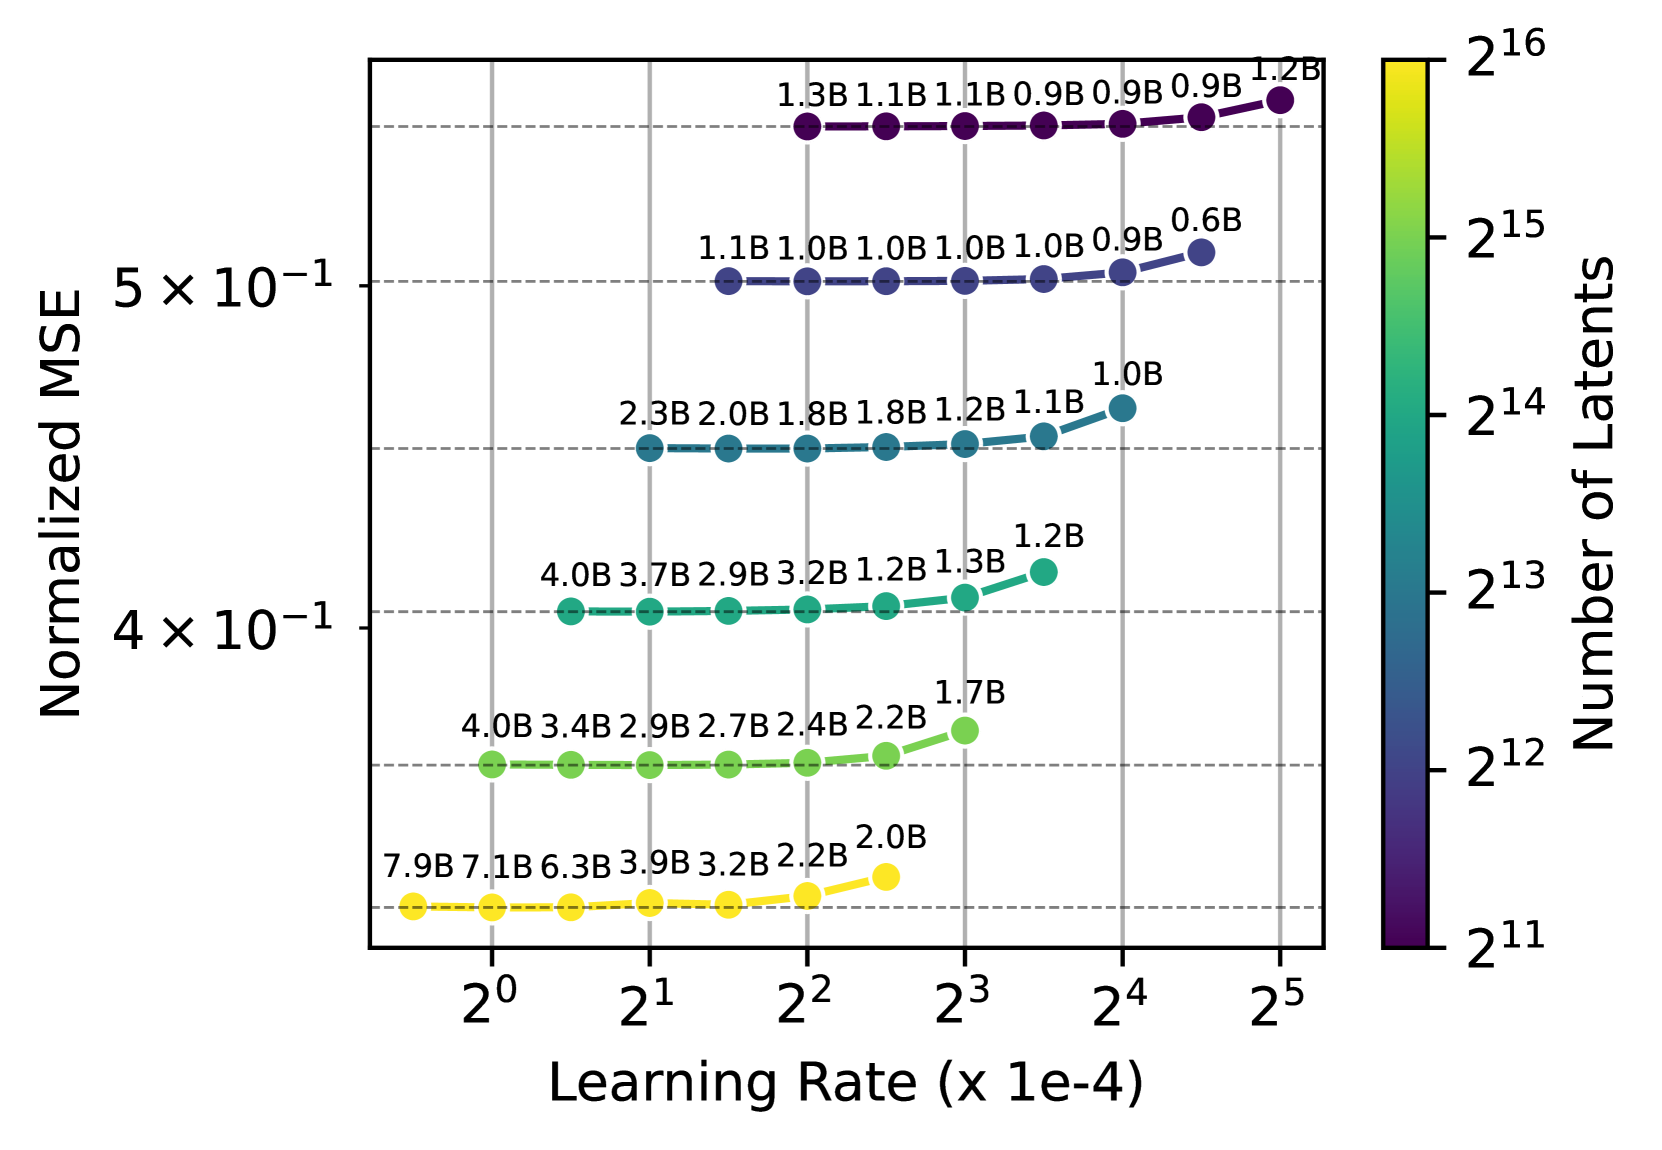 1.2B
1.3B 1.1B 1.1B 0.9B 0.9B 0.9B
1.1B 1.0B 1.0B 1.0B 1.0B 0.9B 0.6B
2.3B 2.0B 1.8B 1.8B 1.2B 1.1B 1.0B
4.0B 3.7B 2.9B 3.2B 1.2B 1.3B 1.2B
4.0B 3.4B 2.9B 2.7B 2.4B 2.2B 1.7B
7.9B 7.1B 6.3B 3.9B 3.2B 2.2B 2.0B
5 × 10⁻¹
4 × 10⁻¹
Normalized MSE
2⁰ 2¹ 2² 2³ 2⁴ 2⁵
Learning Rate (x 1e-4)
2¹⁶
2¹⁵
2¹⁴
2¹³
2¹²
2¹¹
Number of Latents